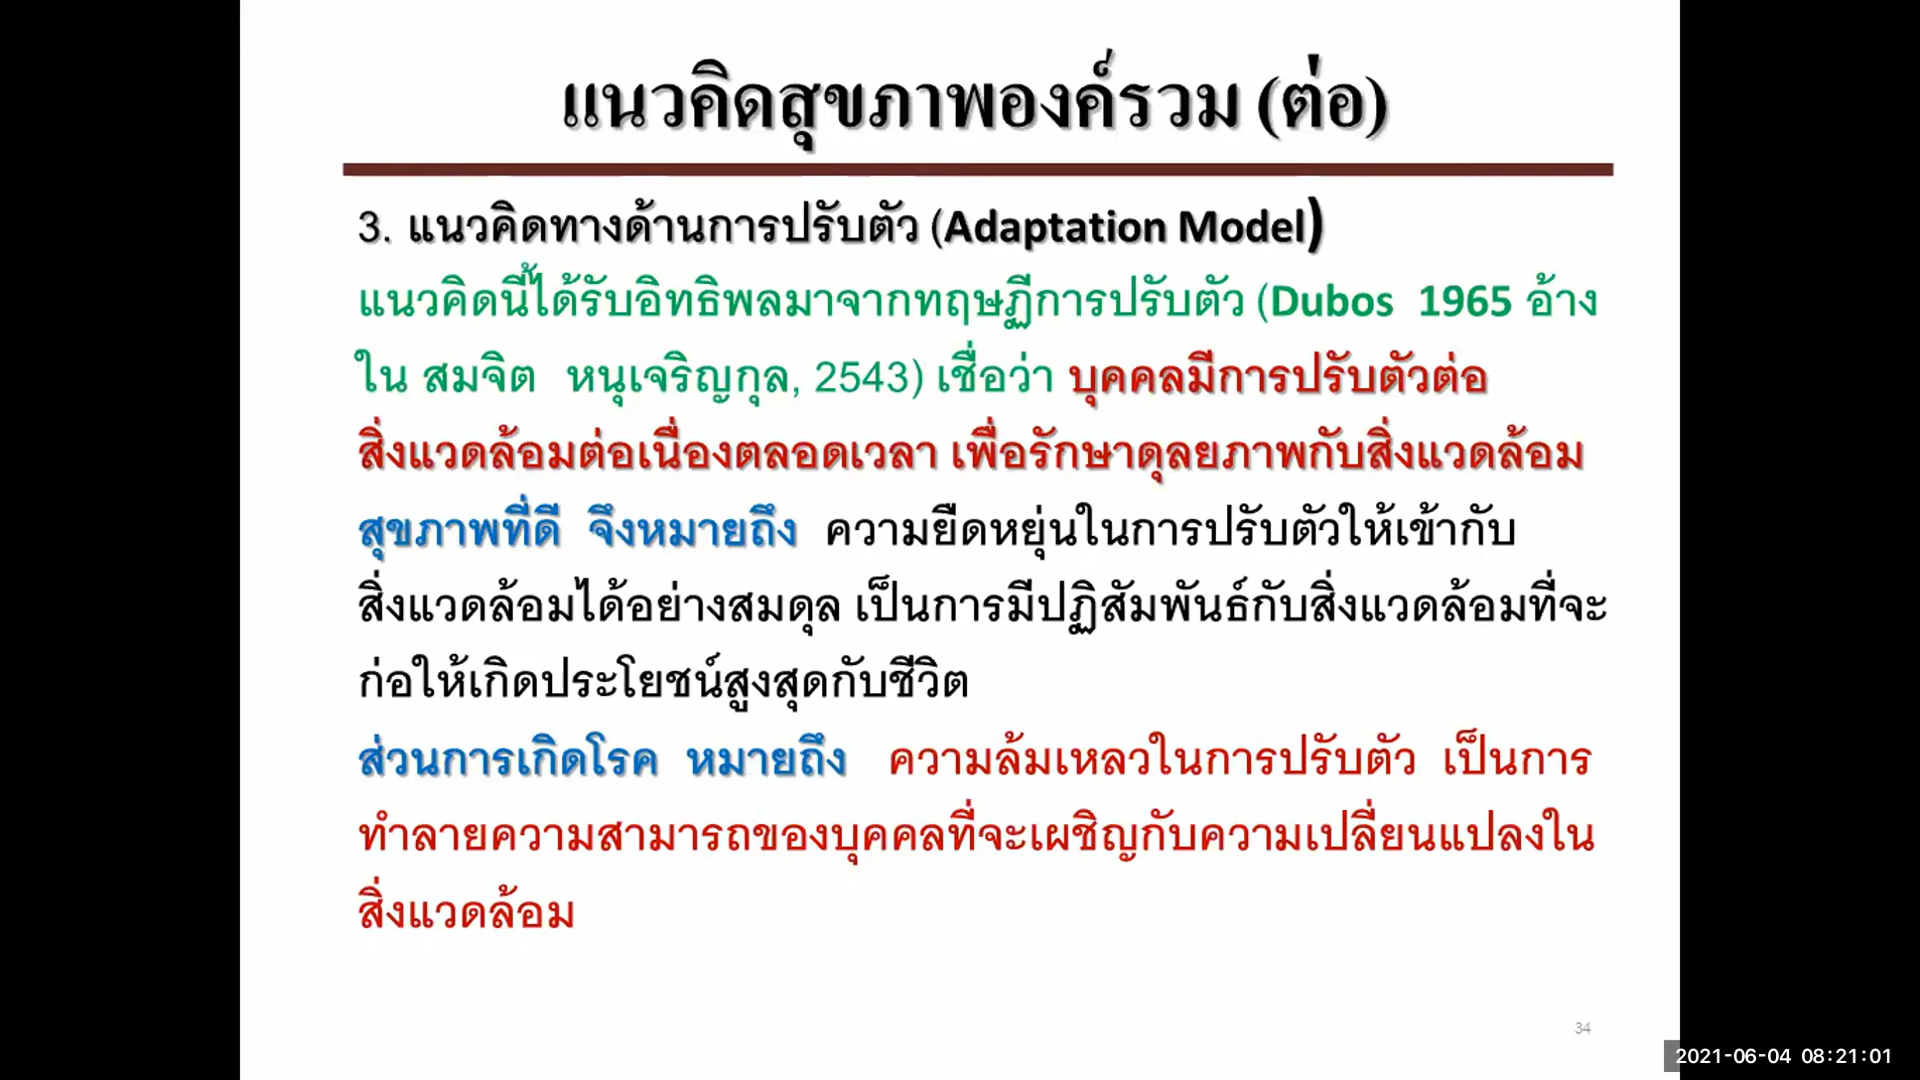 แนวคิดสุขภาพองค์รวม (ต่อ)
3. แนวคิดทางด้านการปรับตัว (Adaptation Model)
แนวคิดนี้ได้รับอิทธิพลมาจากทฤษฏีการปรับตัว (Dubos 1965 อ้าง
ใน สมจิต หนุเจริญกุล, 2543) เชื่อว่า บุคคลมีการปรับตัวต่อ
สิ่งแวดล้อมต่อเนื่องตลอดเวลา เพื่อรักษาดุลยภาพกับสิ่งแวดล้อม
สุขภาพที่ดี จึงหมายถึง ความยืดหยุ่นในการปรับตัวให้เข้ากับ
สิ่งแวดล้อมได้อย่างสมดุล เป็นการมีปฏิสัมพันธ์กับสิ่งแวดล้อมที่จะ
ก่อให้เกิดประโยชน์สูงสุดกับชีวิต
ส่วนการเกิดโรค หมายถึง ความล้มเหลวในการปรับตัว เป็นการ
ทำลายความสามารถของบุคคลที่จะเผชิญกับความเปลี่ยนแปลงใน
สิ่งแวดล้อม
34
2021-06-04 08:21:01